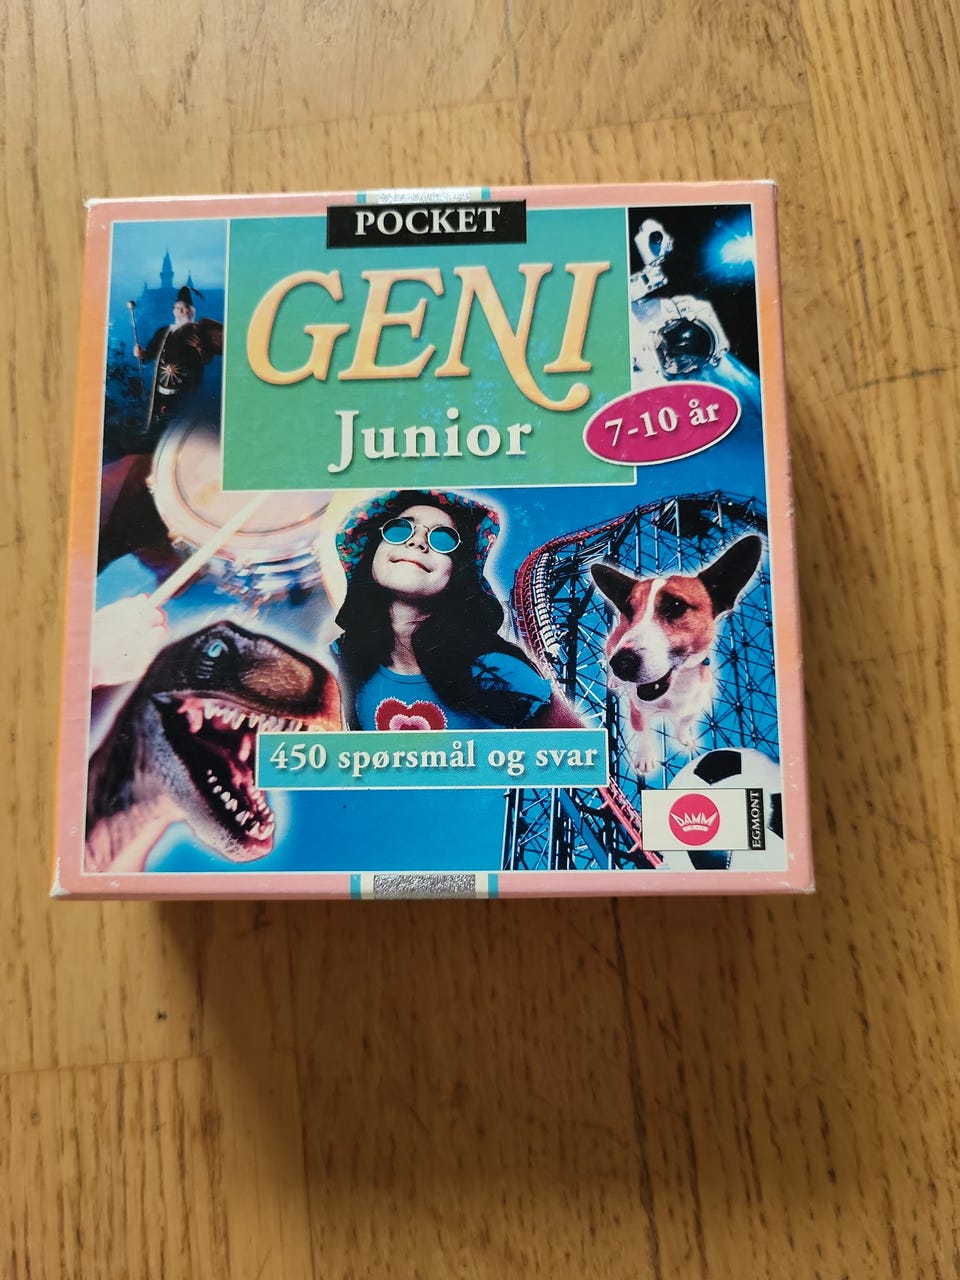 POCKET
GENI
Junior
7-10 år
450 spørsmål og svar
DAMM
EGMONT